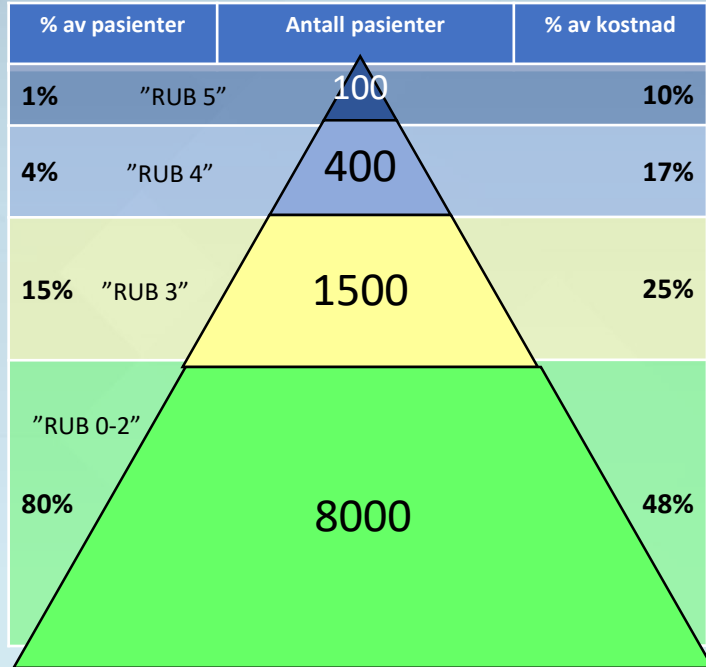 % av pasienter Antall pasienter % av kostnad
1% ”RUB 5” 100 10%
4% ”RUB 4” 400 17%
15% ”RUB 3” 1500 25%
”RUB 0-2”
80% 8000 48%